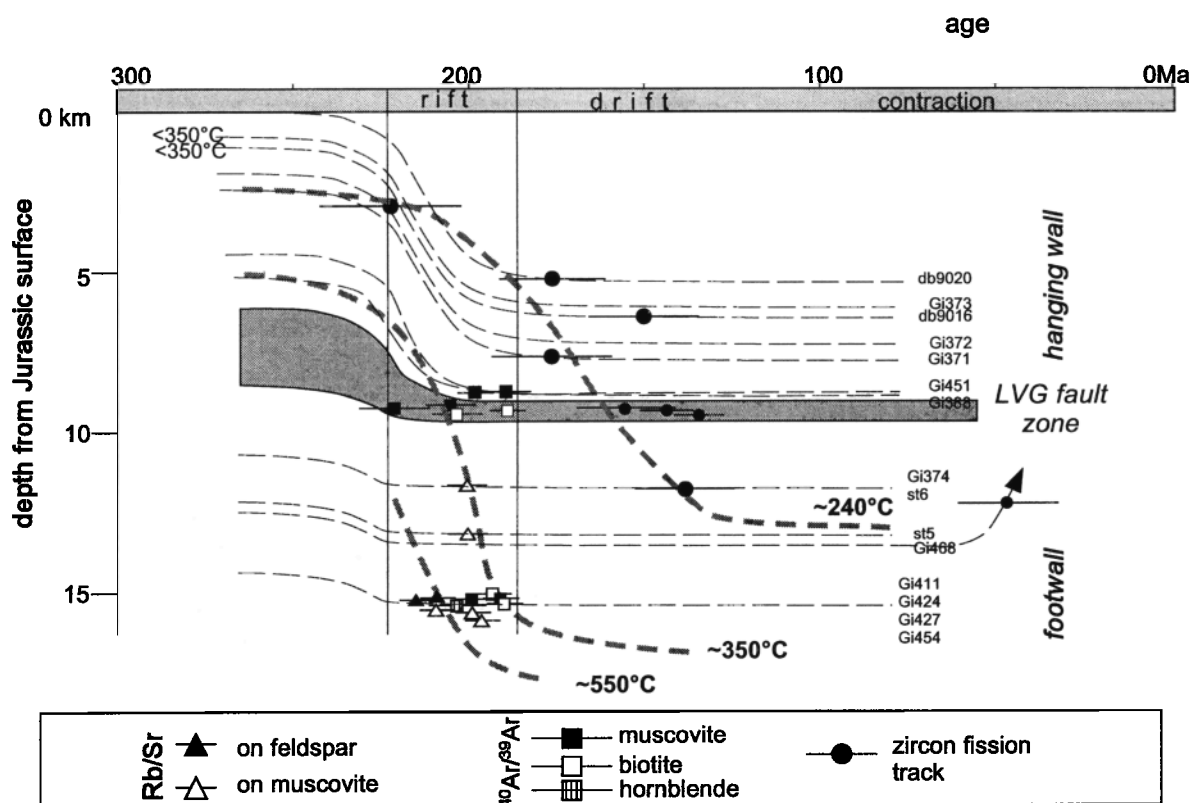 age
300 200 100 0Ma
rift drift contraction
0 km
<350°C
<350°C
5
10
15
depth from Jurassic surface
db9020
Gi373
db9016
Gi372
Gi371
Gi451
Gi368
Gi374
st6
st5
Gi468
Gi411
Gi424
Gi427
Gi454
hanging wall
LVG fault
zone
footwall
~240°C
~350°C
~550°C
Rb/Sr
on feldspar
on muscovite
muscovite
biotite
hornblende
zircon fission
track